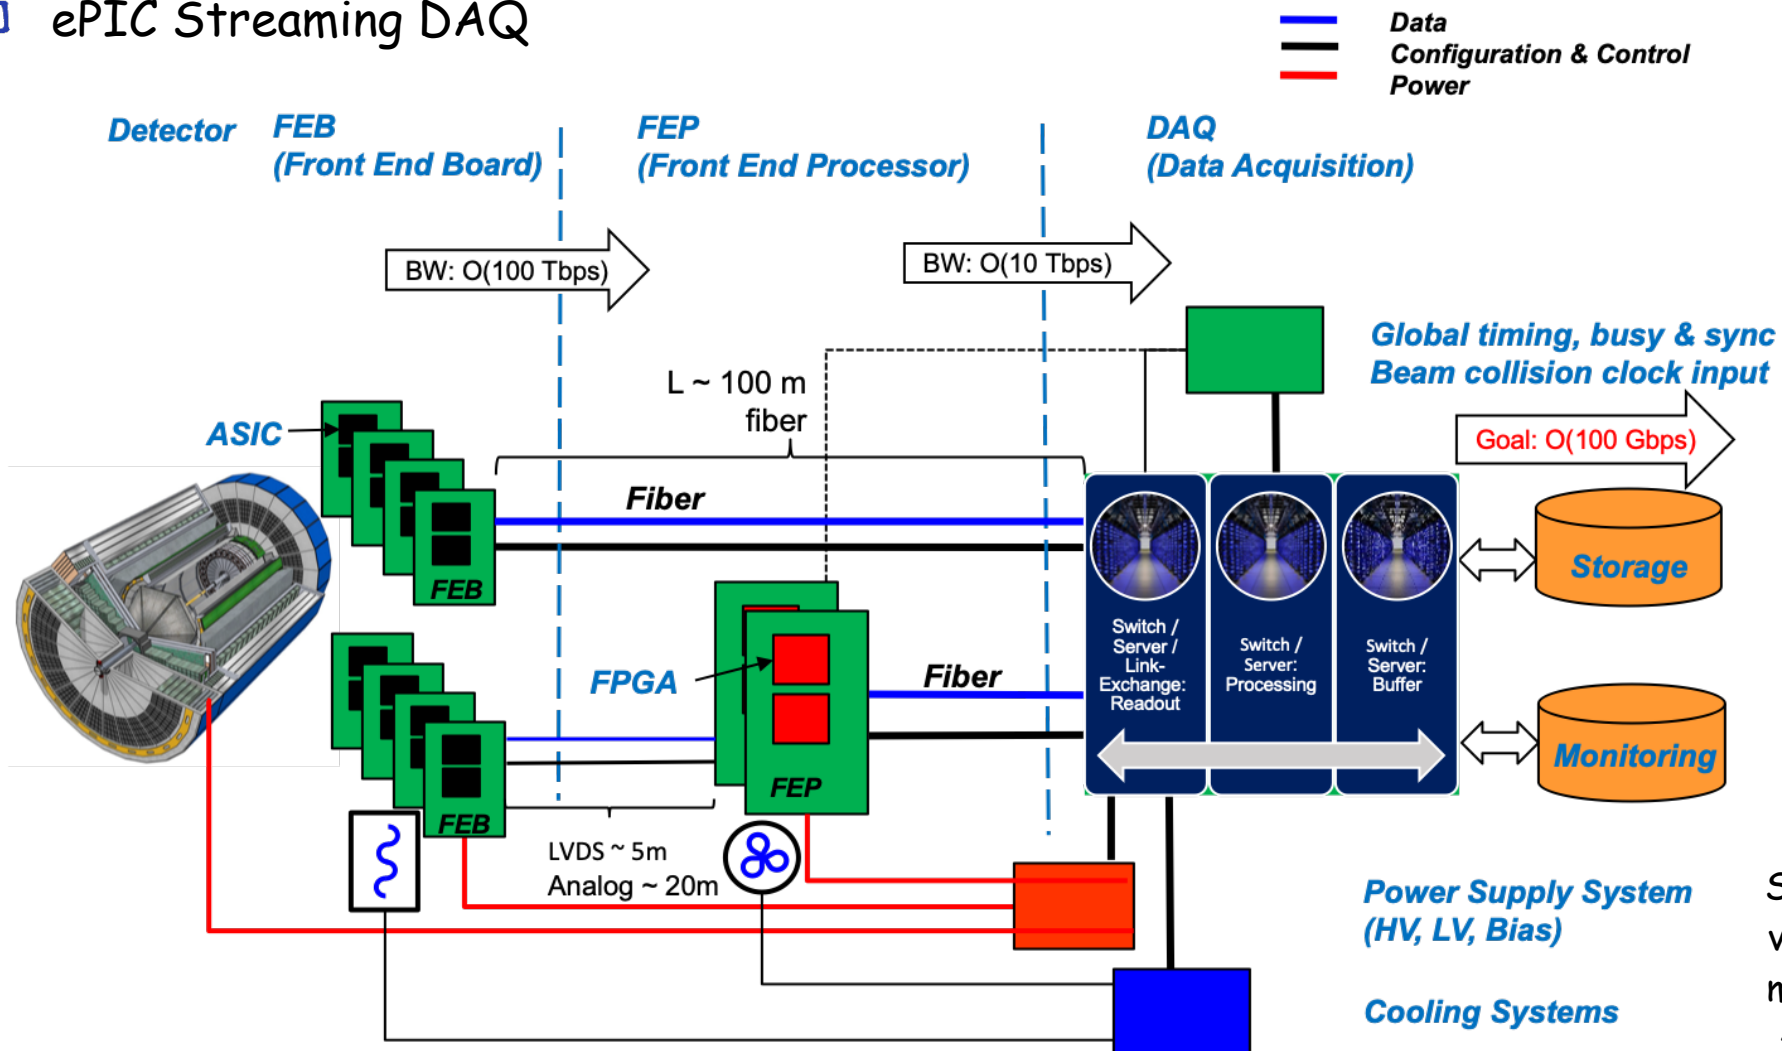 ePIC Streaming DAQ
Data
Configuration & Control
Power
Detector
FEB
(Front End Board)
FEP
(Front End Processor)
DAQ
(Data Acquisition)
BW: O(100 Tbps)
BW: O(10 Tbps)
Global timing, busy & sync
Beam collision clock input
L ~ 100 m
fiber
Goal: O(100 Gbps)
ASIC
Fiber
FEB
Storage
Switch /
Server /
Link-
Exchange:
Readout
Switch /
Server:
Processing
Switch /
Server:
Buffer
FPGA
Fiber
Monitoring
FEP
FEB
LVDS ~ 5m
Analog ~ 20m
Power Supply System
(HV, LV, Bias)
Cooling Systems